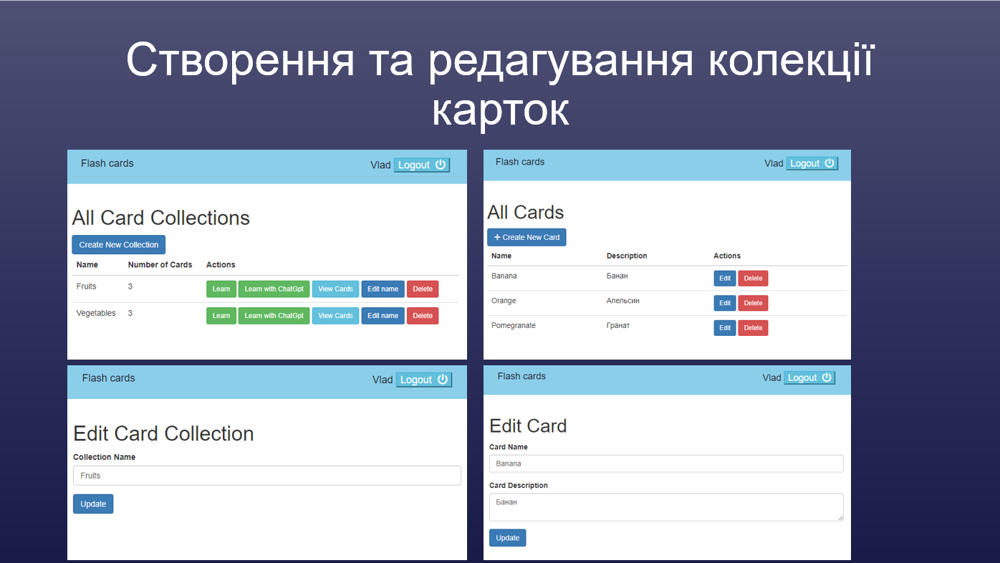 Створення та редагування колекції
карток
Flash cards
Vlad Logout
All Card Collections
Create New Collection
Name Number of Cards Actions
Fruits 3 Learn Learn with ChatGpt View Cards Edit name Delete
Vegetables 3 Learn Learn with ChatGpt View Cards Edit name Delete
Flash cards
Vlad Logout
All Cards
+ Create New Card
Name Description Actions
Banana Банан Edit Delete
Orange Апельсин Edit Delete
Pomegranate Гранат Edit Delete
Flash cards
Vlad Logout
Edit Card Collection
Collection Name
Fruits
Update
Flash cards
Vlad Logout
Edit Card
Card Name
Banana
Card Description
Банан
Update